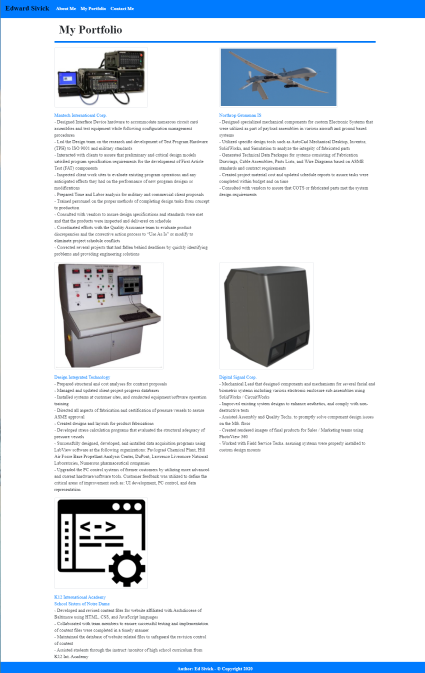 Edward Sivick
About Me   My Portfolio   Contact Me
My Portfolio
Mantech International Corp.
- Designed Interface Device hardware to accommodate numerous circuit card
assemblies and test equipment while following configuration management
procedures
- Led the Design team on the research and development of Test Program Hardware
(TPH) to ISO 9001 and military standards
- Interacted with clients to assure that preliminary and critical design models
satisfied program specification requirements for the development of First Article
Test (FAT) components
- Inspected client work sites to evaluate existing program operations and any
anticipated effects they had on the performance of new program designs or
modifications
- Prepared Time and Labor analysis for military and commercial client proposals
- Trained personnel on the proper methods of completing design tasks from concept
to production
- Consulted with vendors to assure design specifications and standards were met
and that the products were inspected and delivered on schedule
- Coordinated efforts with the Quality Assurance team to evaluate product
discrepancies and the corrective action process to "Use As Is" or modify to
eliminate project schedule conflicts
- Corrected several projects that had fallen behind deadlines by quickly identifying
problems and providing engineering solutions
Northrop Grumman
- Designed specialized mechanical components for custom Electronic Systems that
were utilized as part of payload assemblies in various aircraft and ground based
systems
- Utilized specific design tools such as AutoCad Mechanical Desktop, Inventor,
SolidWorks, and Simulation to analyze the integrity of fabricated parts
- Generated Technical Data Packages for systems consisting of Fabrication
Drawings, Cable Assemblies, Parts Lists, and Wire Diagrams based on ASME
standards and contract requirements
- Created project material cost and updated schedule reports to assure tasks were
completed within budget and on time
- Consulted with vendors to assure that COTS or fabricated parts met the system
design requirements
Design Integrated Technology
- Prepared structural and cost analyses for contract proposals
- Managed and updated client project progress databases
- Installed systems at customer sites, and conducted equipment/software operation
training
- Directed all aspects of fabrication and certification of pressure vessels to assure
ASME approval
- Created designs and layouts for product fabrications
- Developed stress calculation programs that evaluated the structural adequacy of
pressure vessels
- Successfully designed, developed, and installed data acquisition programs using
LabView software at the following organizations: Pathginal Chemical Plant, Hill
Air Force Base Propellant Analysis Center, DuPont, Lawrence Livermore National
Laboratories, Numerous pharmaceutical companies
- Upgraded the PC control systems of former customers by utilizing more advanced
and current hardware/software tools. Customer feedback was utilized to define the
critical areas of improvement such as: UI development, PC control, and data
representation
Digital Signal Corp.
- Mechanical Lead that designed components and mechanisms for several facial and
biometric systems including various electronic enclosure sub assemblies using
SolidWorks / CircuitWorks
- Improved existing system designs to enhance aesthetics, and comply with non-
destructive tests
- Assisted Assembly and Quality Techs. to promptly solve component design issues
on the Mfr. floor
- Created rendered images of final products for Sales / Marketing teams using
PhotoView 360
- Worked with Field Service Techs. assuring systems were properly installed to
custom design mounts
K12 International Academy
School Sisters of Notre Dame
- Developed and revised content files for website affiliated with Archdiocese of
Baltimore using HTML, CSS, and JavaScript languages
- Collaborated with team members to ensure successful testing and implementation
of content files were completed in a timely manner
- Maintained the database of website related files to safeguard the revision control
of content
- Assisted students through the instruct/monitor of high school curriculum from
K12 Int. Academy
Author: Ed Sivick - © Copyright 2020